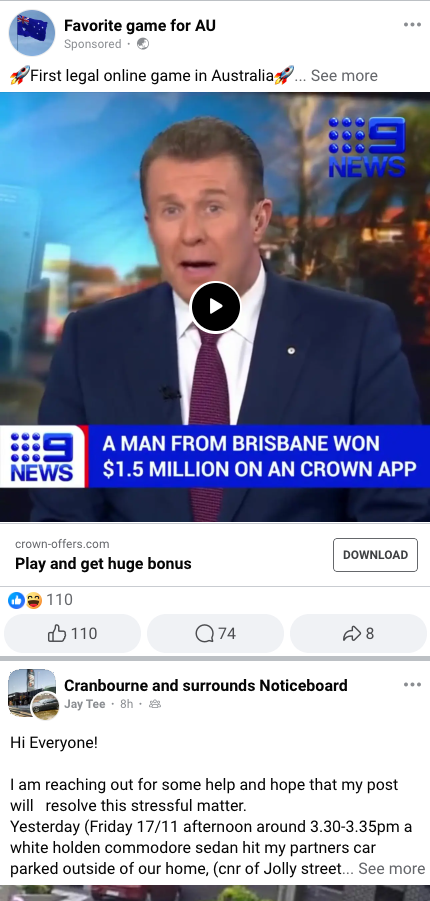 Favorite game for AU
Sponsored ·
🚀First legal online game in Australia🚀... See more
9
NEWS
9
NEWS
A MAN FROM BRISBANE WON
$1.5 MILLION ON AN CROWN APP
crown-offers.com
Play and get huge bonus
DOWNLOAD
110
110
74
8
Cranbourne and surrounds Noticeboard
Jay Tee · 8h ·
Hi Everyone!
I am reaching out for some help and hope that my post
will resolve this stressful matter.
Yesterday (Friday 17/11 afternoon around 3.30-3.35pm a
white holden commodore sedan hit my partners car
parked outside of our home, (cnr of Jolly street... See more